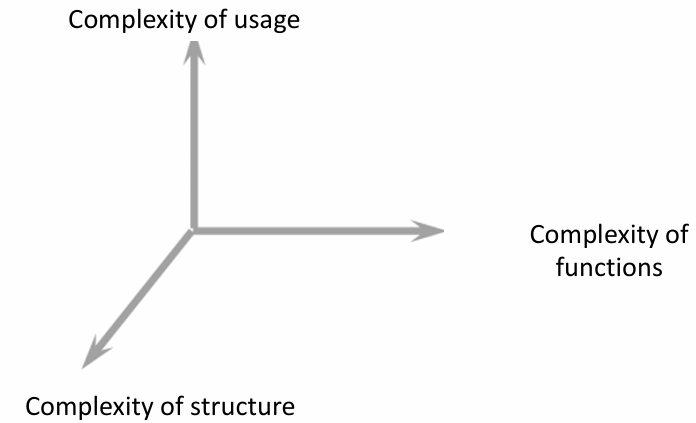 Complexity of usage
Complexity of
functions
Complexity of structure